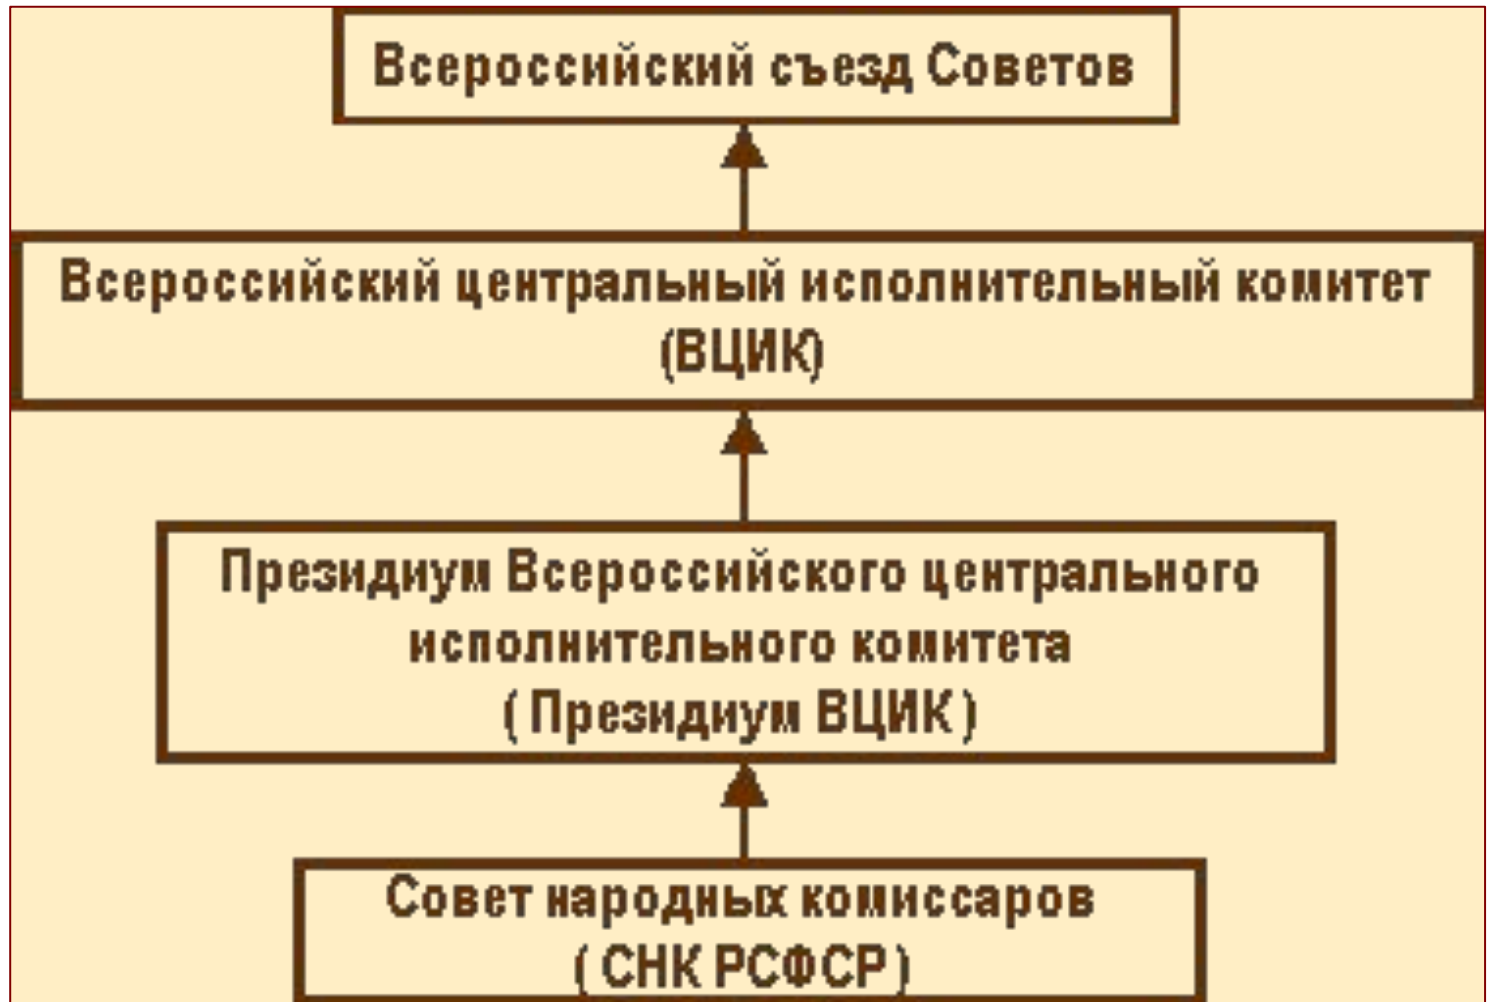 Всероссийский съезд Советов
Всероссийский центральный исполнительный комитет
(ВЦИК)
Президиум Всероссийского центрального
исполнительного комитета
( Президиум ВЦИК )
Совет народных комиссаров
( СНК РСФСР )